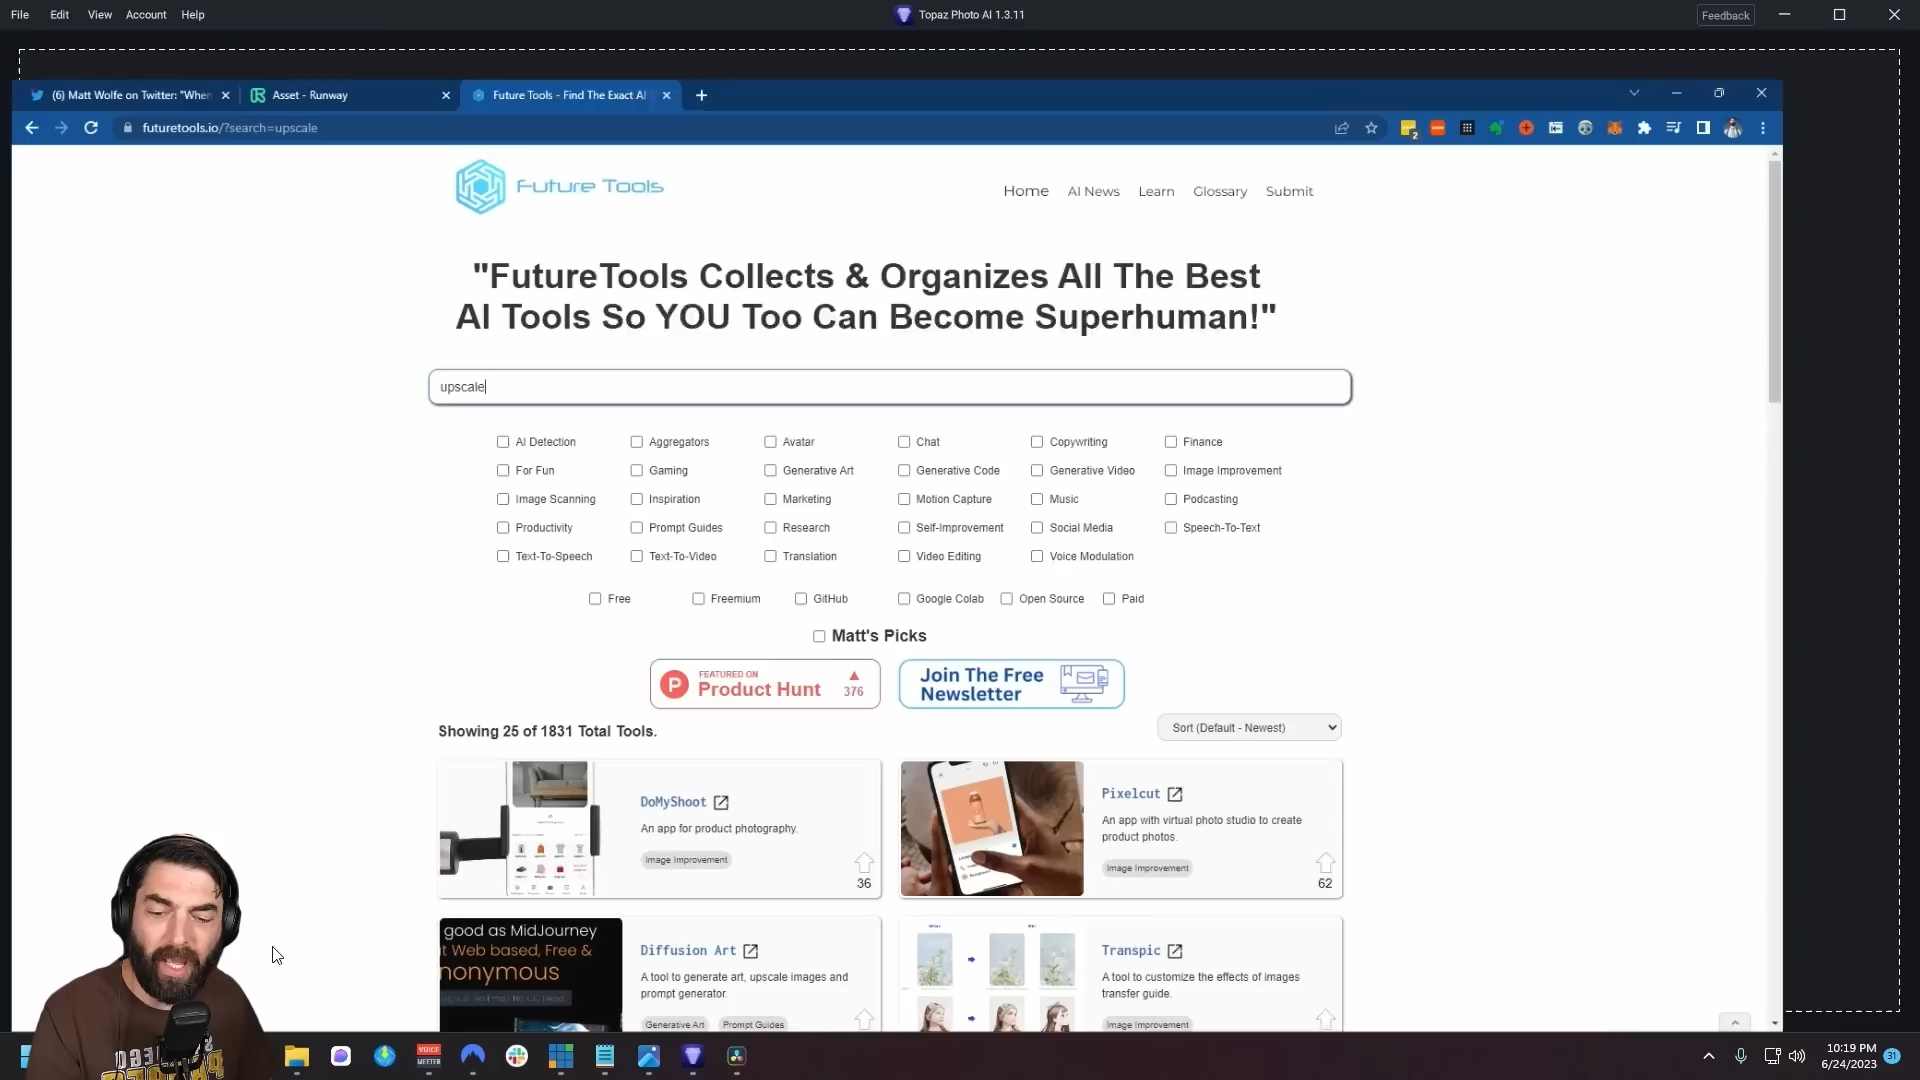 File Edit View Account Help
Topaz Photo AI 1.3.11
Feedback
(6) Matt Wolfe on Twitter: "When
Asset - Runway
Future Tools - Find The Exact AI
futuretools.io/?search=upscale
2
Future Tools
Home AI News Learn Glossary Submit
"FutureTools Collects & Organizes All The Best
AI Tools So YOU Too Can Become Superhuman!"
upscale
AI Detection Aggregators Avatar Chat Copywriting Finance
For Fun Gaming Generative Art Generative Code Generative Video Image Improvement
Image Scanning Inspiration Marketing Motion Capture Music Podcasting
Productivity Prompt Guides Research Self-Improvement Social Media Speech-To-Text
Text-To-Speech Text-To-Video Translation Video Editing Voice Modulation
Free Freemium GitHub Google Colab Open Source Paid
Matt's Picks
P
FEATURED ON
Product Hunt
376
Join The Free
Newsletter
Showing 25 of 1831 Total Tools.
Sort (Default - Newest)
DoMyShoot
An app for product photography.
Image Improvement
36
Pixelcut
An app with virtual photo studio to create
product photos.
Image Improvement
62
good as MidJourney
t Web based, Free &
nonymous
Diffusion Art
A tool to generate art, upscale images and
prompt generator.
Generative Art Prompt Guides
Transpic
A tool to customize the effects of images
transfer guide.
Image Improvement
VOICE
MEETER
10:19 PM
6/24/2023
31